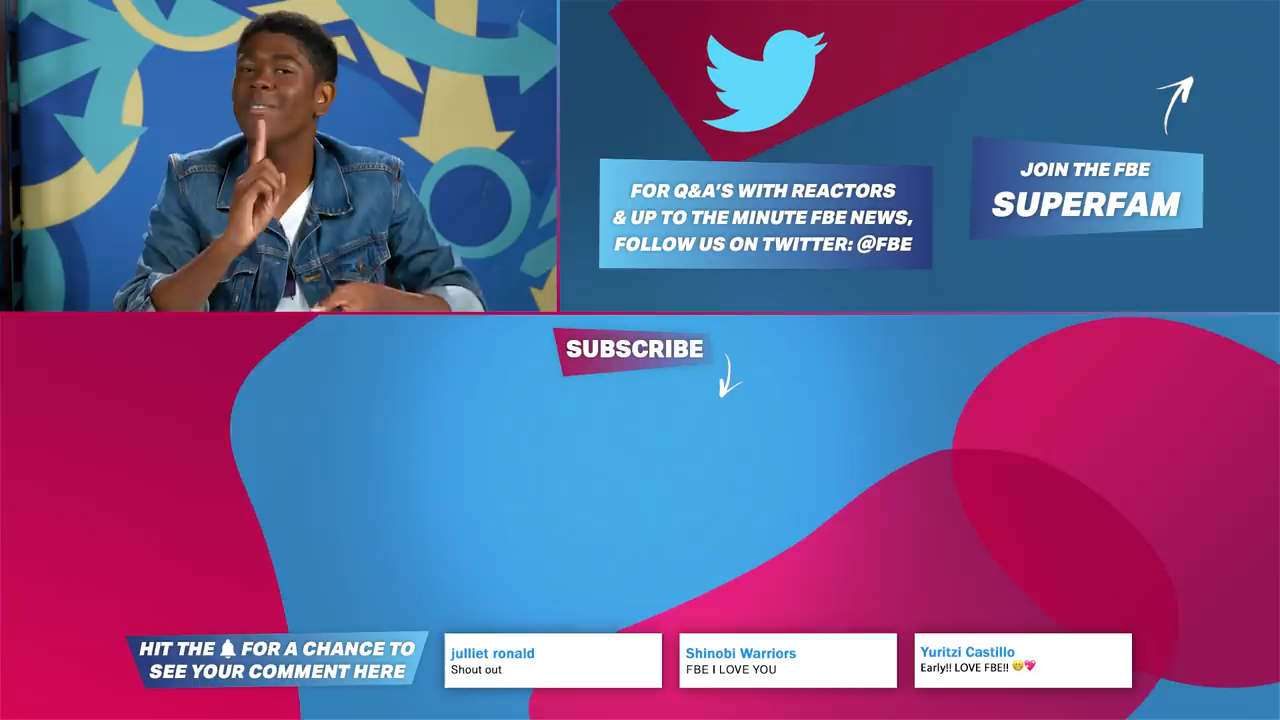 FOR Q&A'S WITH REACTORS
& UP TO THE MINUTE FBE NEWS,
FOLLOW US ON TWITTER: @FBE
JOIN THE FBE
SUPERFAM
SUBSCRIBE
HIT THE 🔔 FOR A CHANCE TO
SEE YOUR COMMENT HERE
julliet ronald
Shout out
Shinobi Warriors
FBE I LOVE YOU
Yuritzi Castillo
Early!! LOVE FBE!! 😁💖